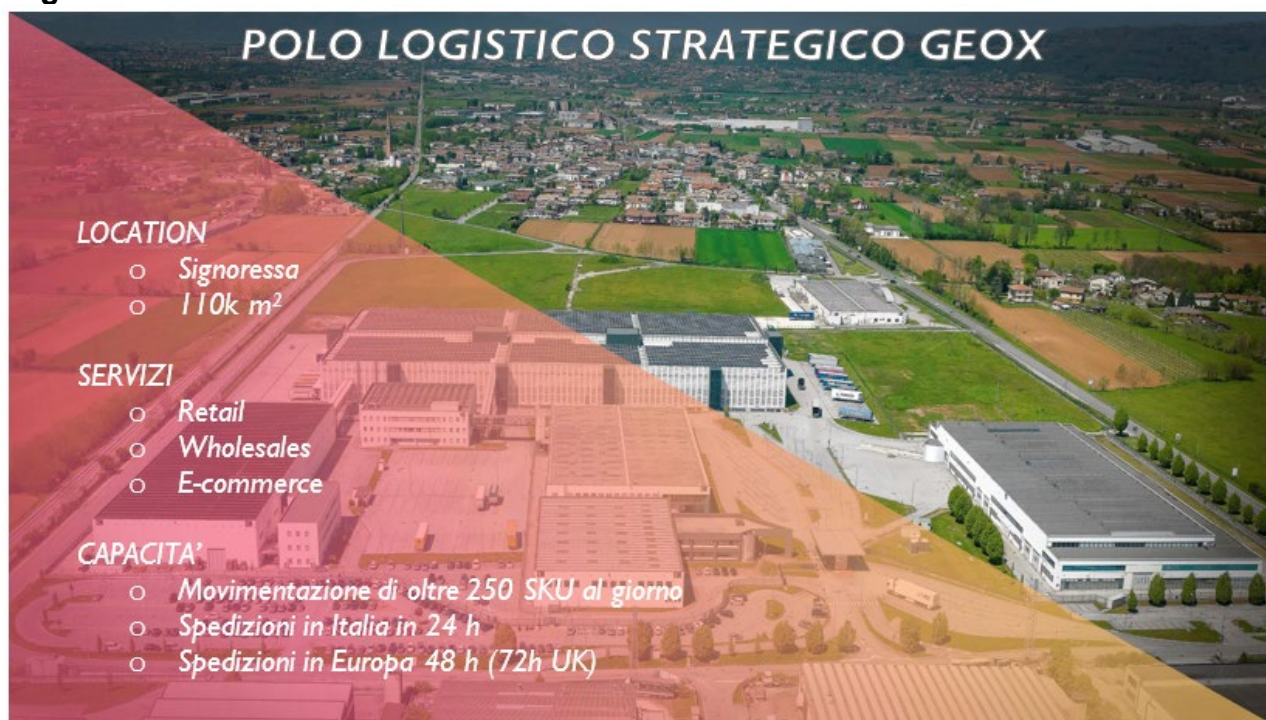 POLO LOGISTICO STRATEGICO GEOX
LOCATION
o Signoressa
o 110k m²
SERVIZI
o Retail
o Wholesales
o E-commerce
CAPACITA’
o Movimentazione di oltre 250 SKU al giorno
o Spedizioni in Italia in 24 h
o Spedizioni in Europa 48 h (72h UK)